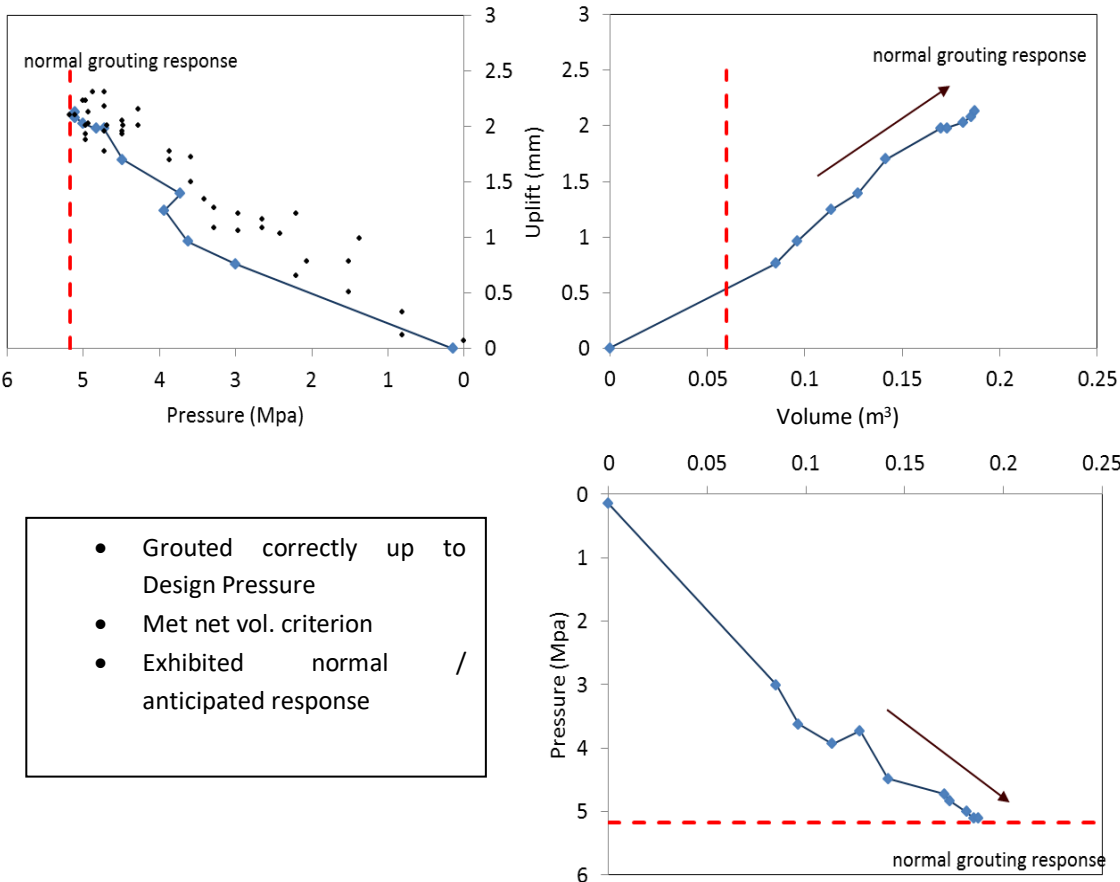 normal grouting response
3
2.5
2
1.5
1
0.5
0
Uplift (mm)
6 5 4 3 2 1 0
Pressure (Mpa)
normal grouting response
3
2.5
2
1.5
1
0.5
0
0 0.05 0.1 0.15 0.2 0.25
Volume (m³)
• Grouted correctly up to
Design Pressure
• Met net vol. criterion
• Exhibited normal /
anticipated response
0 0.05 0.1 0.15 0.2 0.25
0
1
2
3
4
5
6
Pressure (Mpa)
normal grouting response